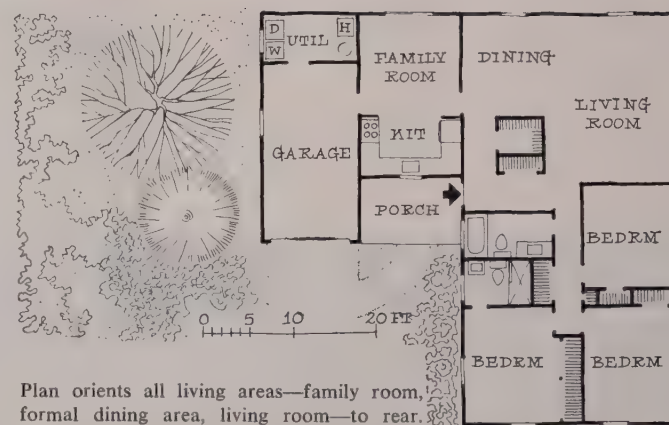 D
H
UTIL
W
FAMILY
ROOM
DINING
LIVING
ROOM
KIT
GARAGE
PORCH
BEDRM
0 5 10 20 FT
BEDRM
BEDRM
Plan orients all living areas—family room,
formal dining area, living room—to rear.